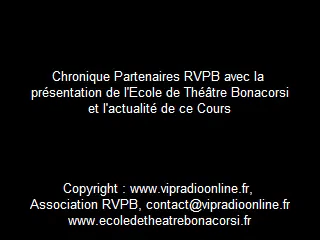 Chronique Partenaires RVPB avec la
présentation de l'Ecole de Théâtre Bonacorsi
et l'actualité de ce Cours
Copyright : www.vipradioonline.fr,
Association RVPB, contact@vipradioonline.fr
www.ecoledetheatrebonacorsi.fr